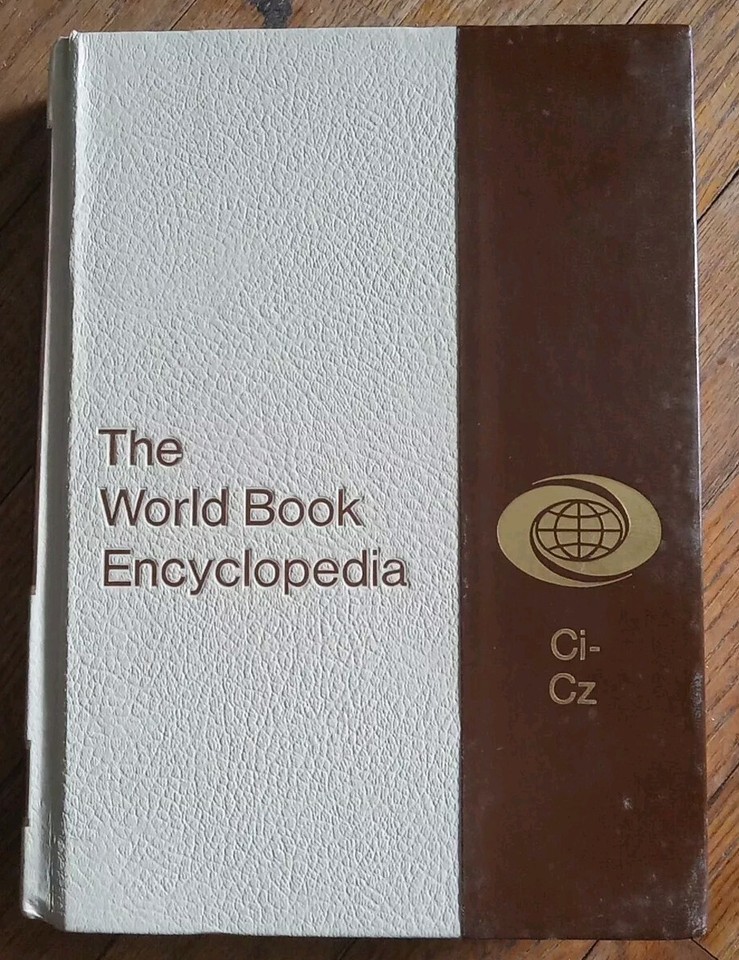 The
World Book
Encyclopedia
Ci-
Cz